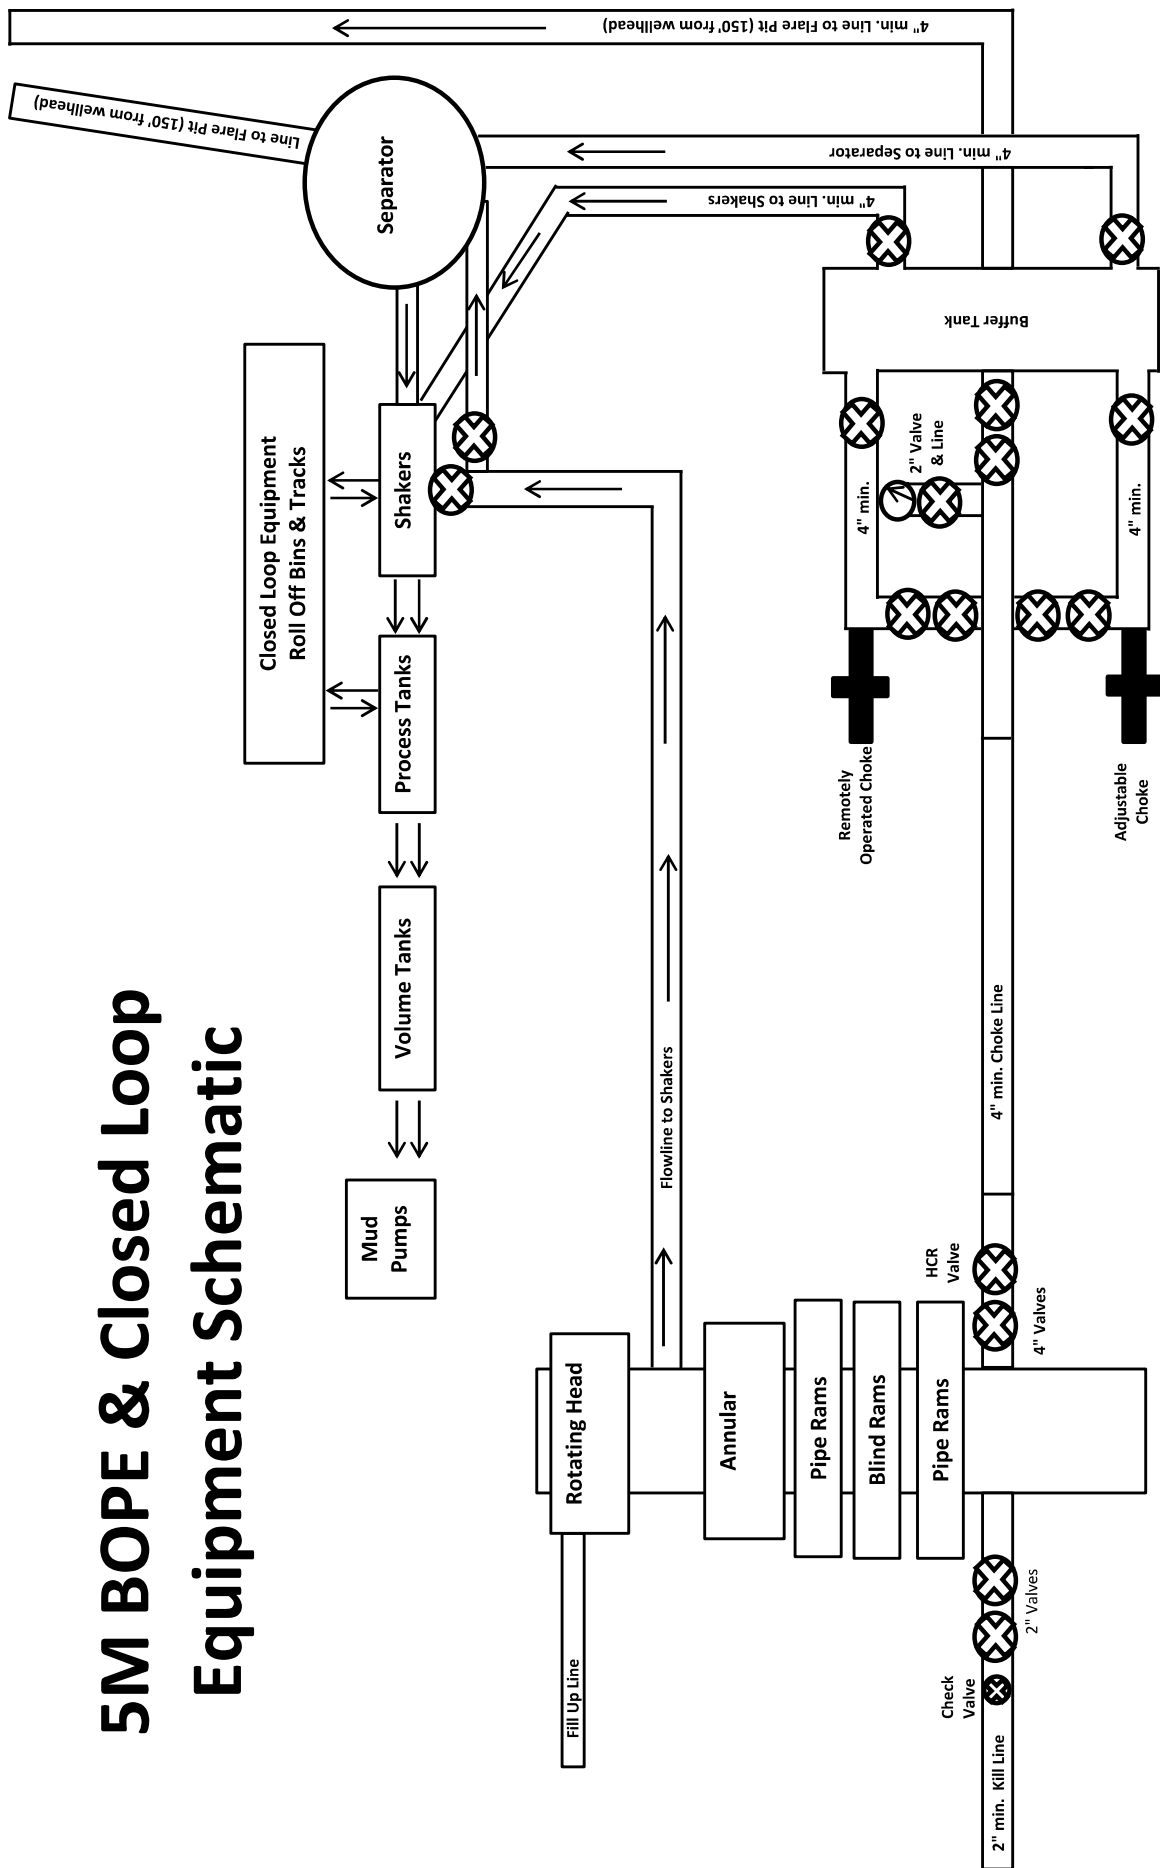 5M BOPE & Closed Loop
Equipment Schematic
Fill Up Line
Rotating Head
Mud
Pumps
Volume Tanks
Process Tanks
Shakers
Closed Loop Equipment
Roll Off Bins & Tracks
Separator
Line to Flare Pit (150' from wellhead)
4" min. Line to Flare Pit (150' from wellhead)
4" min. Line to Separator
4" min. Line to Shakers
Flowline to Shakers
Annular
Pipe Rams
Blind Rams
Pipe Rams
2" min. Kill Line
Check
Valve
2" Valves
HCR
Valve
4" Valves
4" min. Choke Line
Remotely
Operated Choke
Adjustable
Choke
4" min.
2" Valve
& Line
4" min.
Buffer Tank